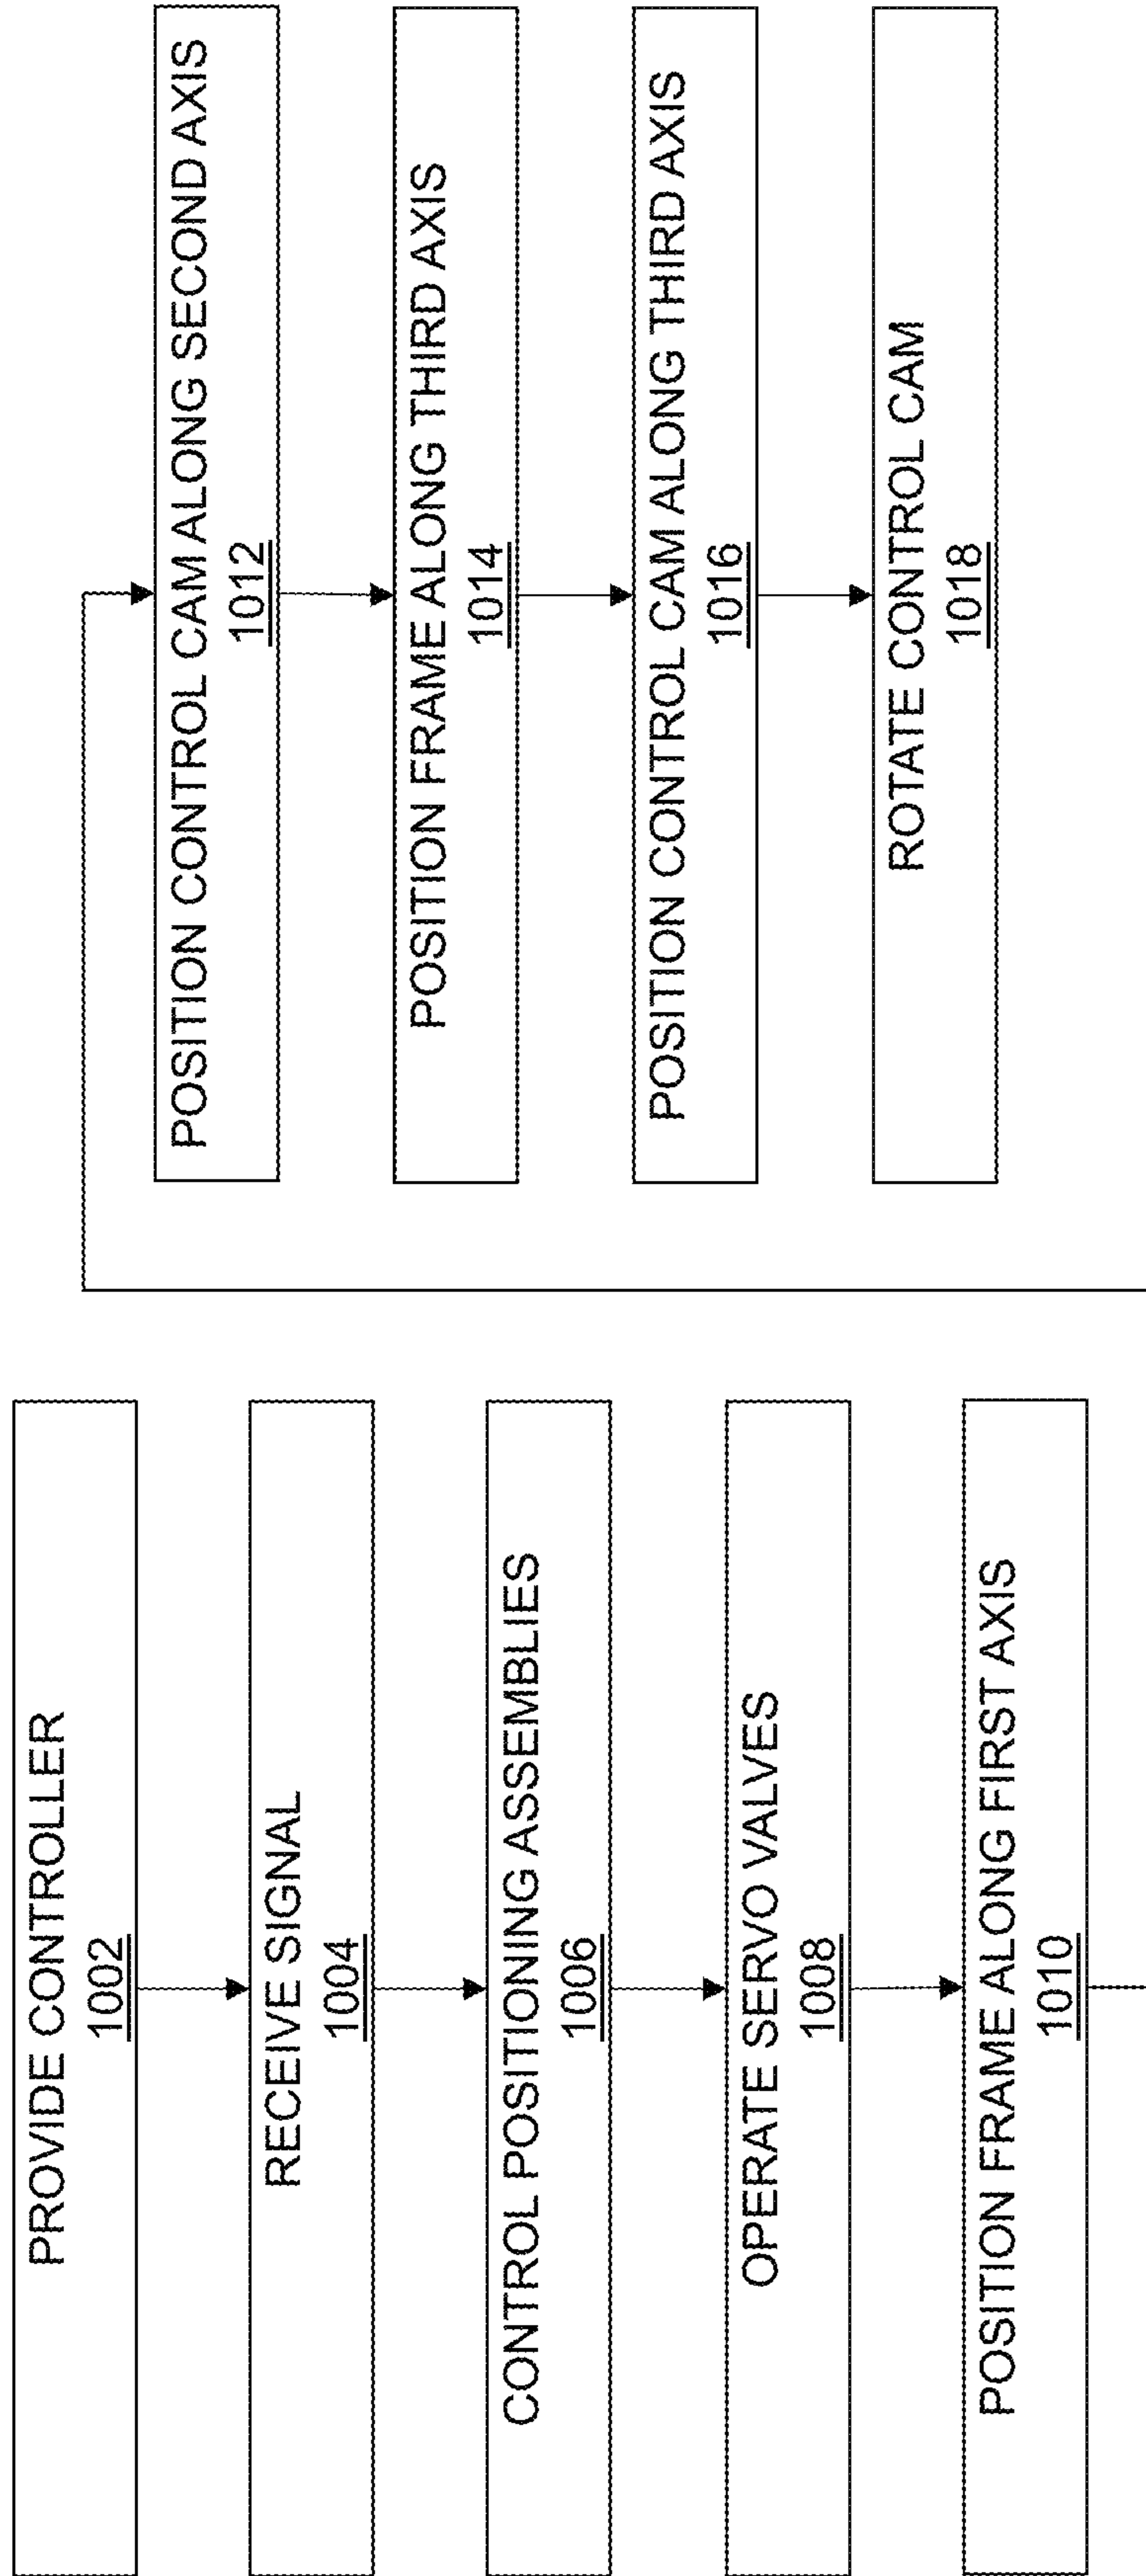 PROVIDE CONTROLLER
1002
RECEIVE SIGNAL
1004
CONTROL POSITIONING ASSEMBLIES
1006
OPERATE SERVO VALVES
1008
POSITION FRAME ALONG FIRST AXIS
1010
POSITION CONTROL CAM ALONG SECOND AXIS
1012
POSITION FRAME ALONG THIRD AXIS
1014
POSITION CONTROL CAM ALONG THIRD AXIS
1016
ROTATE CONTROL CAM
1018